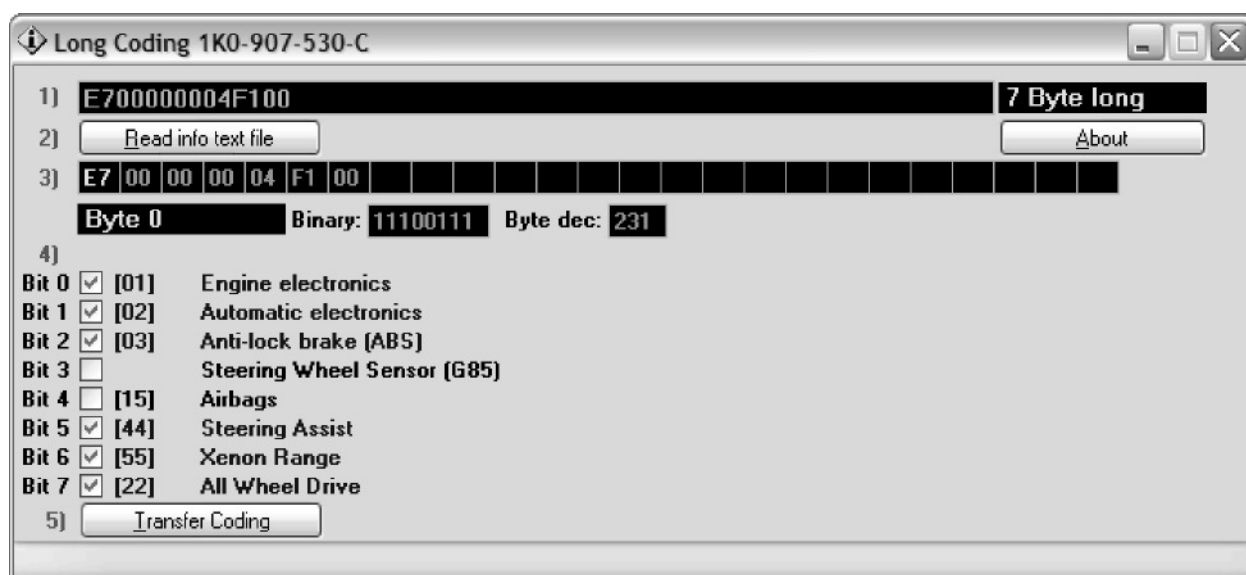 Long Coding 1K0-907-530-C
1) E700000004F100 7 Byte long
2) Read info text file About
3) E7 00 00 00 04 F1 00
Byte 0 Binary: 11100111 Byte dec: 231
4)
Bit 0 [01] Engine electronics
Bit 1 [02] Automatic electronics
Bit 2 [03] Anti-lock brake (ABS)
Bit 3 Steering Wheel Sensor (G85)
Bit 4 [15] Airbags
Bit 5 [44] Steering Assist
Bit 6 [55] Xenon Range
Bit 7 [22] All Wheel Drive
5) Transfer Coding